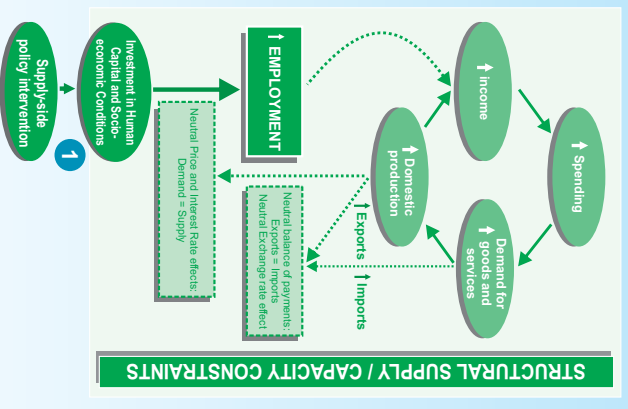 STRUCTURAL SUPPLY / CAPACITY CONSTRAINTS
Spending
income
Demand for
goods and
services
Domestic
production
Exports
Imports
EMPLOYMENT
Neutral balance of payments:
Exports = Imports
Neutral Exchange rate effect
Neutral Price and Interest Rate effects:
Demand = Supply
Investment in Human
Capital and Socio-
economic Conditions
1
Supply-side
policy intervention